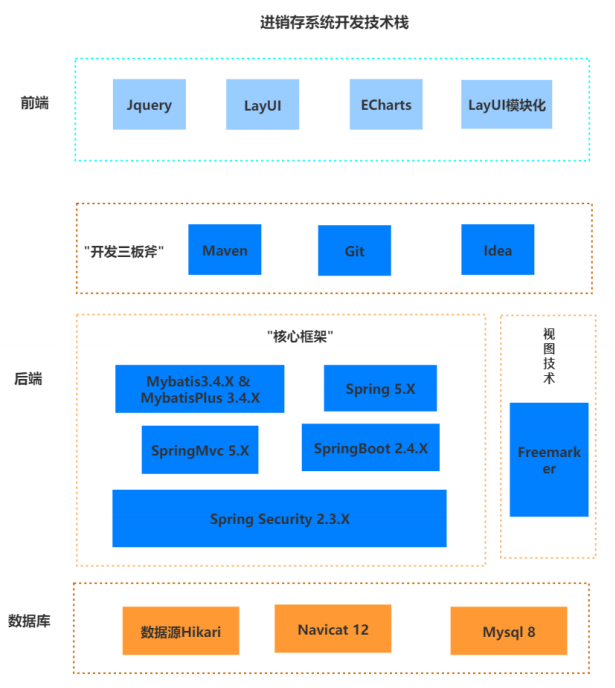 进销存系统开发技术栈
前端
Jquery
LayUI
ECharts
LayUI模块化
"开发三板斧"
Maven
Git
Idea
后端
"核心框架"
Mybatis3.4.X &
MybatisPlus 3.4.X
Spring 5.X
SpringMvc 5.X
SpringBoot 2.4.X
Spring Security 2.3.X
视
图
技
术
Freemark
er
数据库
数据源Hikari
Navicat 12
Mysql 8